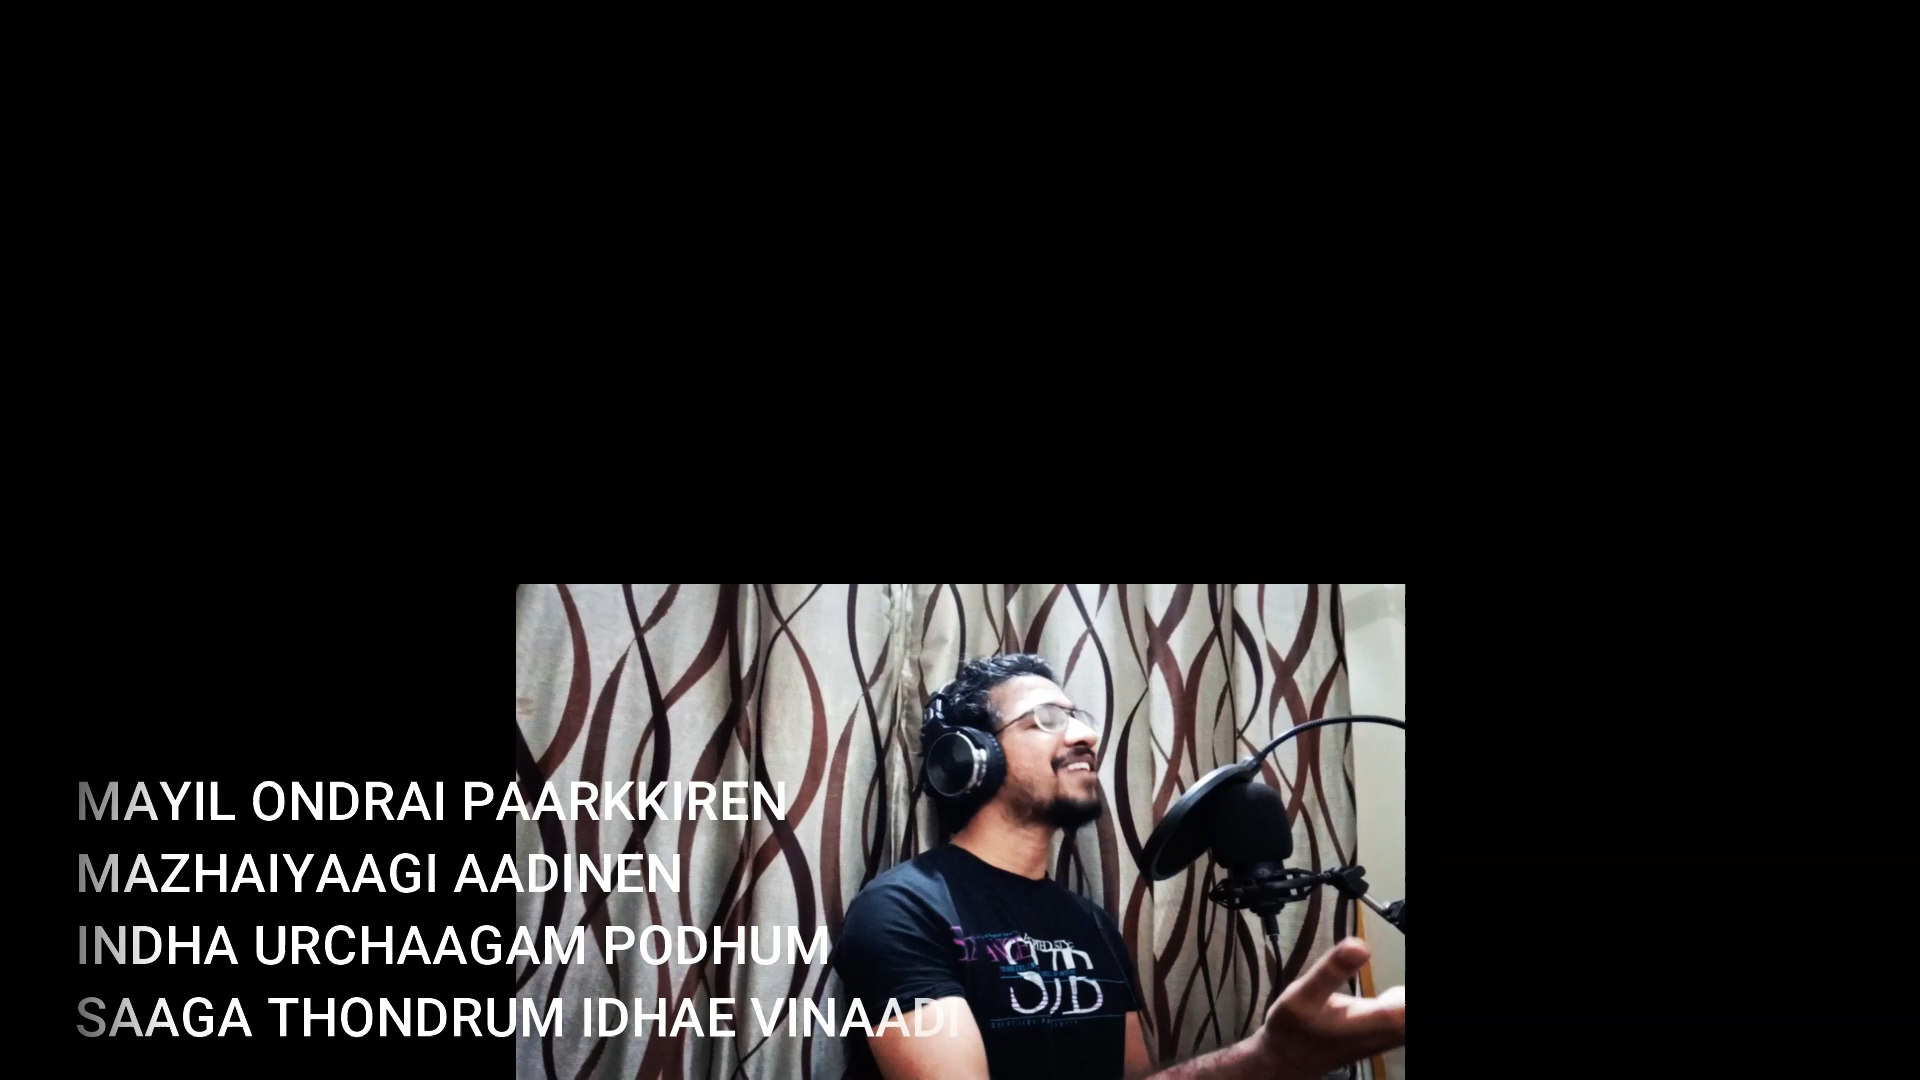 MAYIL ONDRAI PAARKKIREN
MAZHAIYAAGI AADINEN
INDHA URCHAAGAM PODHUM
SAAGA THONDRUM IDHAE VINAADI